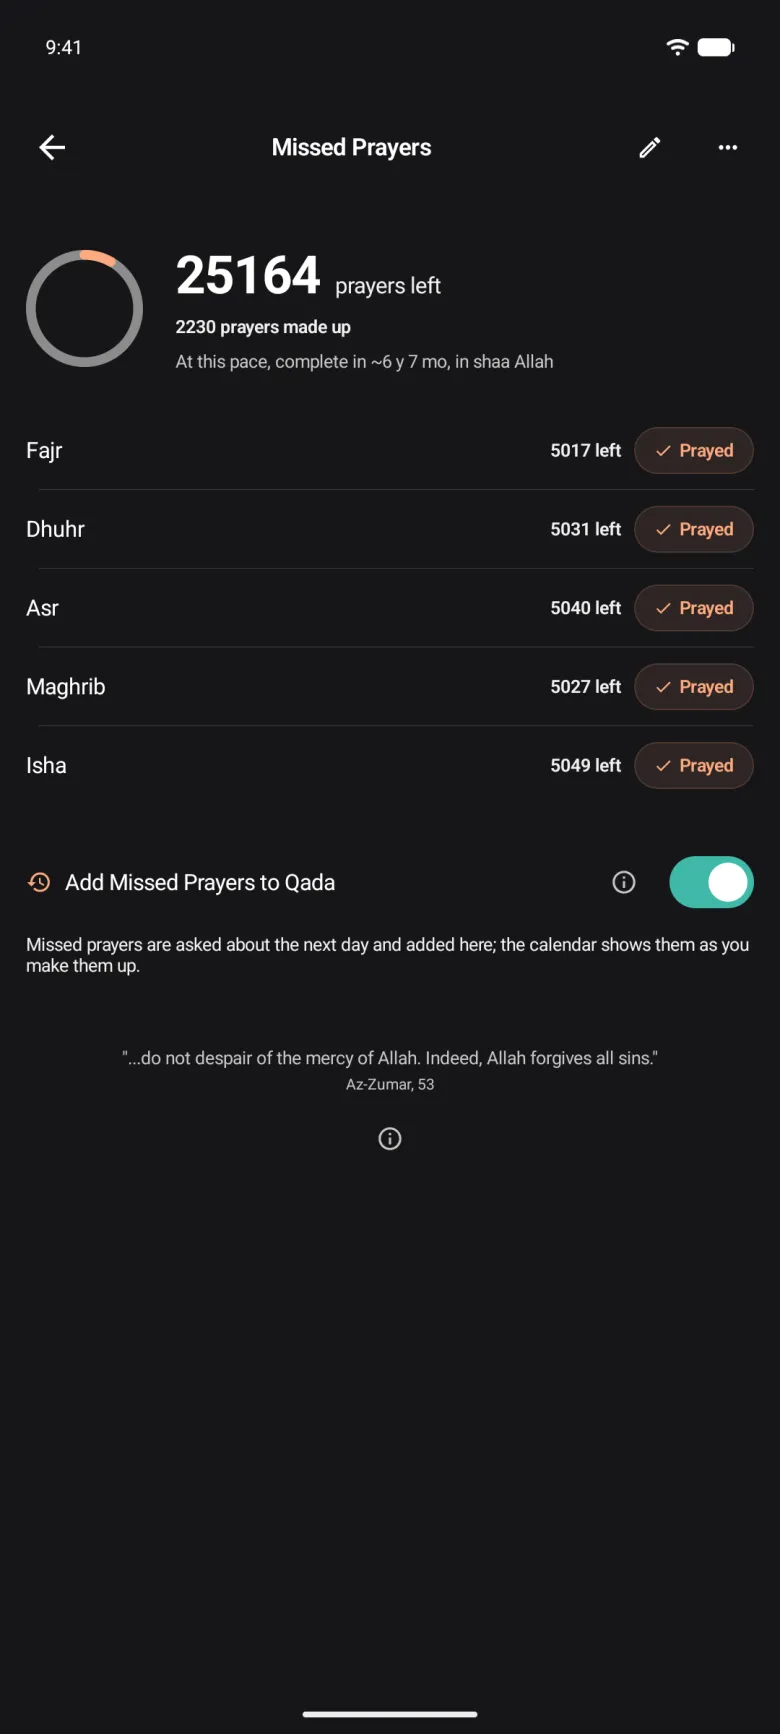 9:41
Missed Prayers
25164 prayers left
2230 prayers made up
At this pace, complete in ~6 y 7 mo, in shaa Allah
Fajr 5017 left Prayed
Dhuhr 5031 left Prayed
Asr 5040 left Prayed
Maghrib 5027 left Prayed
Isha 5049 left Prayed
Add Missed Prayers to Qada
Missed prayers are asked about the next day and added here; the calendar shows them as you
make them up.
"...do not despair of the mercy of Allah. Indeed, Allah forgives all sins."
Az-Zumar, 53